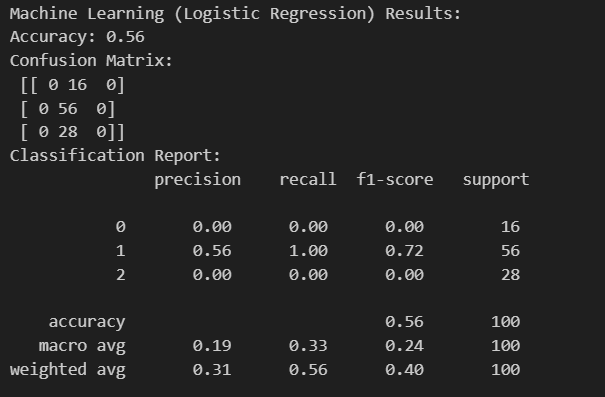 Machine Learning (Logistic Regression) Results:
Accuracy: 0.56
Confusion Matrix:
 [[ 0 16  0]
 [ 0 56  0]
 [ 0 28  0]]
Classification Report:
              precision    recall  f1-score   support

           0       0.00      0.00      0.00        16
           1       0.56      1.00      0.72        56
           2       0.00      0.00      0.00        28

    accuracy                           0.56       100
   macro avg       0.19      0.33      0.24       100
weighted avg       0.31      0.56      0.40       100